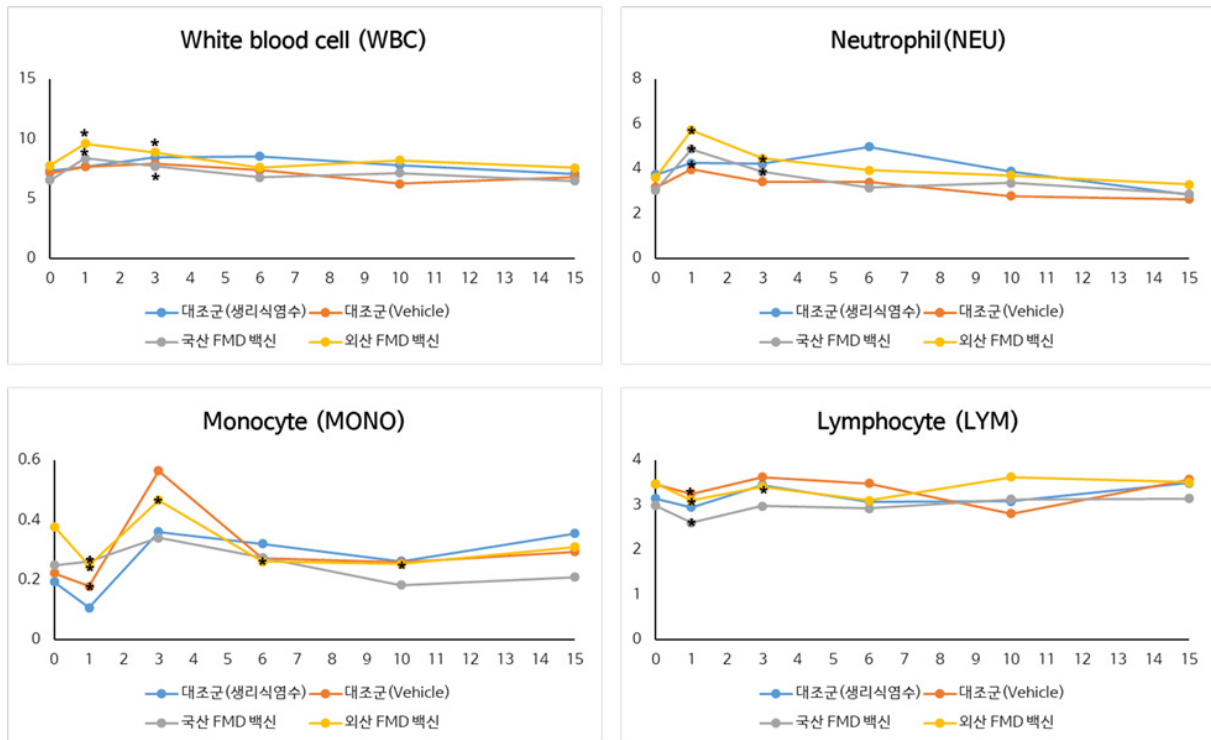 White blood cell (WBC)
15
10
5
0
0 1 2 3 4 5 6 7 8 9 10 11 12 13 14 15
대조군(생리식염수) 대조군(Vehicle)
국산 FMD 백신 외산 FMD 백신
Neutrophil(NEU)
8
6
4
2
0
0 1 2 3 4 5 6 7 8 9 10 11 12 13 14 15
대조군(생리식염수) 대조군(Vehicle)
국산 FMD 백신 외산 FMD 백신
Monocyte (MONO)
0.6
0.4
0.2
0
0 1 2 3 4 5 6 7 8 9 10 11 12 13 14 15
대조군(생리식염수) 대조군(Vehicle)
국산 FMD 백신 외산 FMD 백신
Lymphocyte (LYM)
4
3
2
1
0
0 1 2 3 4 5 6 7 8 9 10 11 12 13 14 15
대조군(생리식염수) 대조군(Vehicle)
국산 FMD 백신 외산 FMD 백신